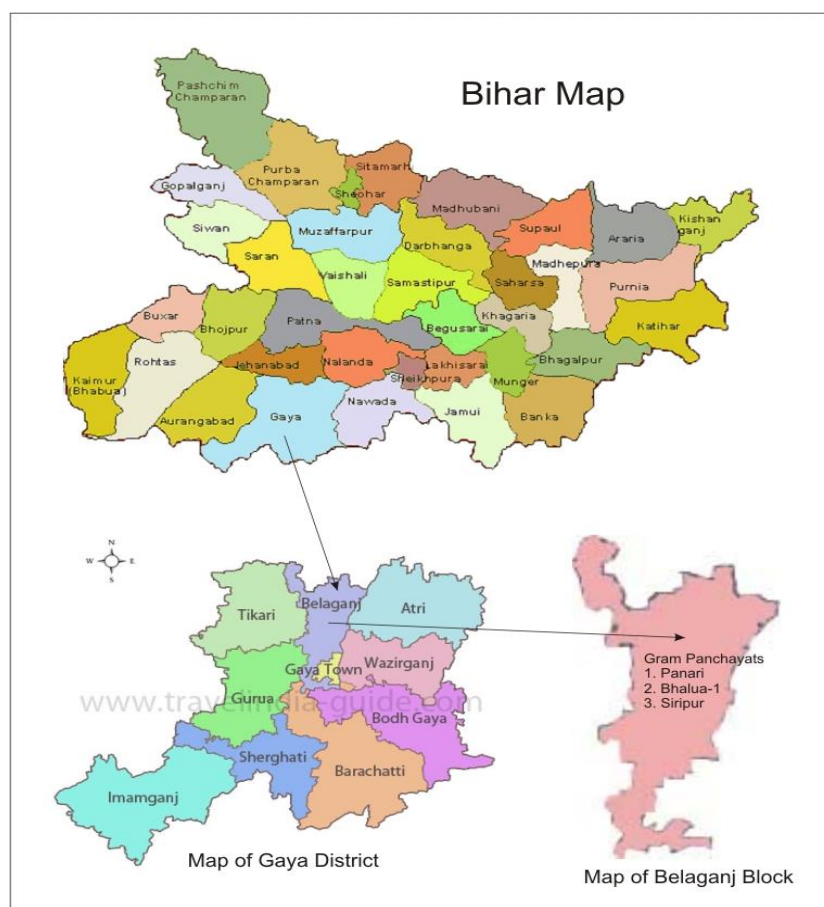 Bihar Map
Pashchim
Champaran
Purba
Champaran
Sitamarh
Sheohar
Gopalganj
Siwan
Saran
Muzaffarpur
Madhubani
Darbhanga
Supaul
Araria
Kishan
ganj
Vaishali
Samastipur
Saharsa
Madhepura
Purnia
Buxar
Bhojpur
Patna
Begusarai
Khagaria
Katihar
Kaimur
(Bhabua)
Rohtas
Jehanabad
Nalanda
Sheikhpura
Lakhisarai
Munger
Bhagalpur
Aurangabad
Gaya
Nawada
Jamui
Banka
N
W E
S
Tikari
Belaganj
Atri
Gaya Town
Wazirganj
Gurua
www.travelindia-guide.com
Bodh Gaya
Sherghati
Barachatti
Imamganj
Map of Gaya District
Gram Panchayats
1. Panari
2. Bhalua-1
3. Siripur
Map of Belaganj Block